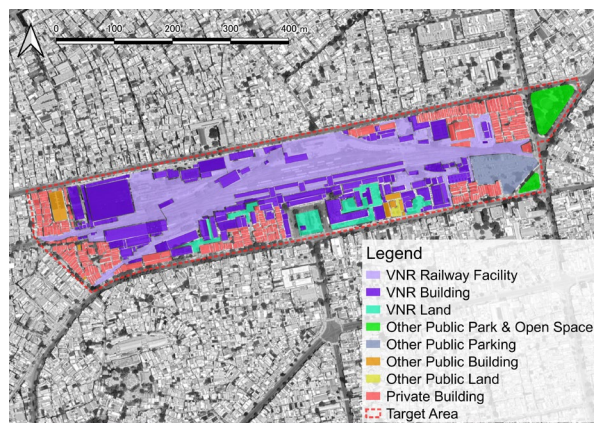 0 100 200 300 400 m
Legend
VNR Railway Facility
VNR Building
VNR Land
Other Public Park & Open Space
Other Public Parking
Other Public Building
Other Public Land
Private Building
Target Area